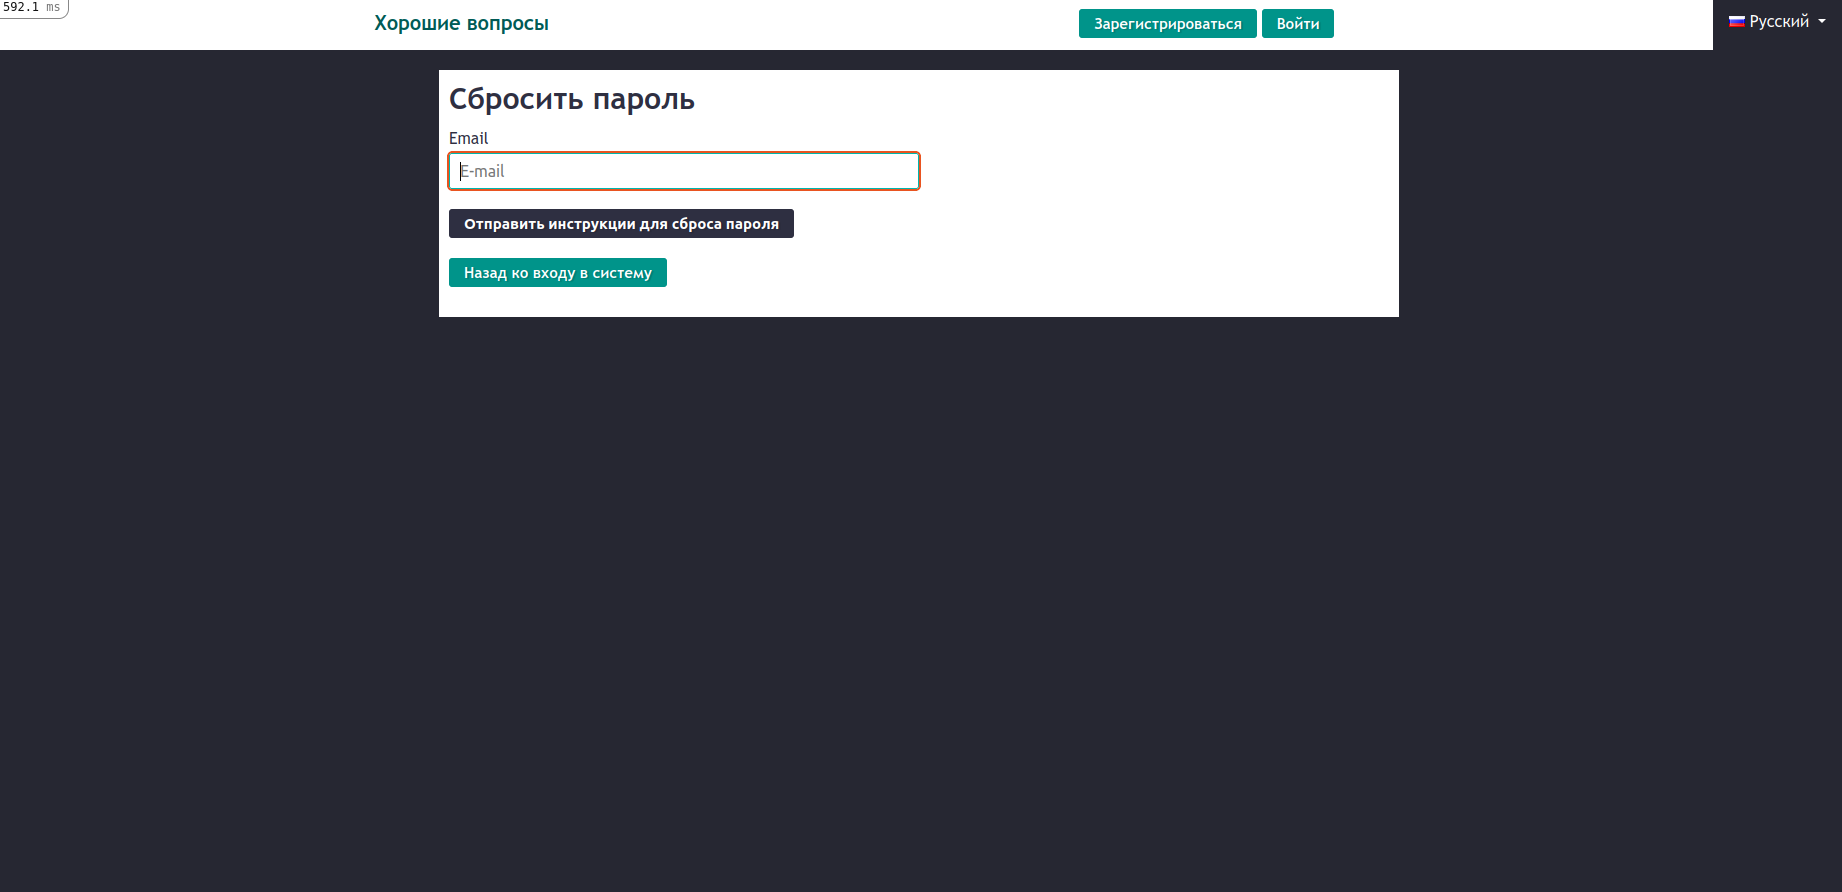 592.1 ms
Хорошие вопросы
Зарегистрироваться
Войти
Русский
Сбросить пароль
Email
E-mail
Отправить инструкции для сброса пароля
Назад ко входу в систему